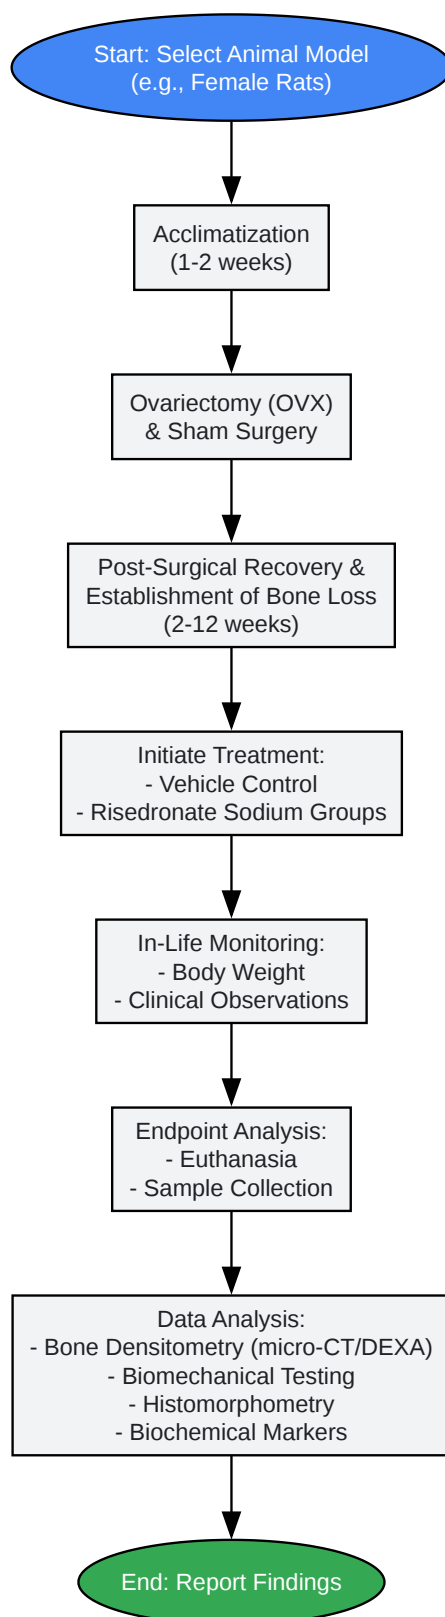 Start: Select Animal Model
(e.g., Female Rats)
Acclimatization
(1-2 weeks)
Ovariectomy (OVX)
& Sham Surgery
Post-Surgical Recovery &
Establishment of Bone Loss
(2-12 weeks)
Initiate Treatment:
- Vehicle Control
- Risedronate Sodium Groups
In-Life Monitoring:
- Body Weight
- Clinical Observations
Endpoint Analysis:
- Euthanasia
- Sample Collection
Data Analysis:
- Bone Densitometry (micro-CT/DEXA)
- Biomechanical Testing
- Histomorphometry
- Biochemical Markers
End: Report Findings